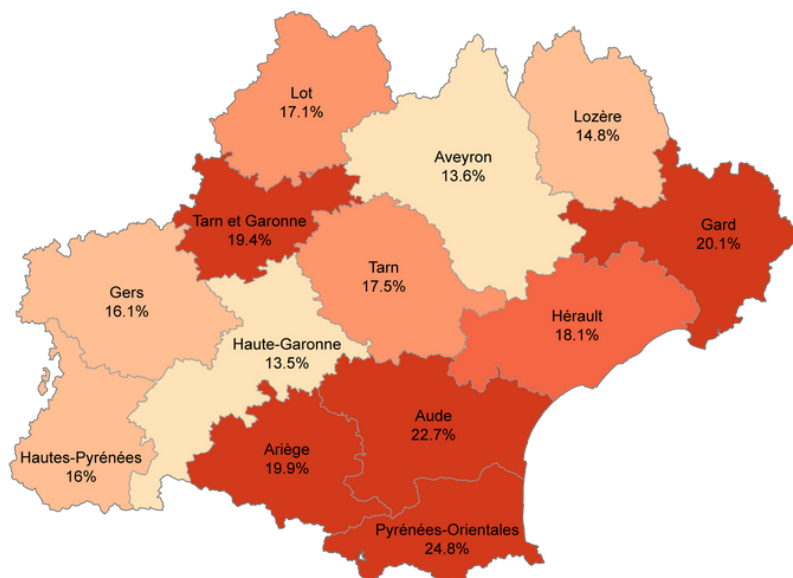 Lot
17.1%
Lozère
14.8%
Aveyron
13.6%
Tarn et Garonne
19.4%
Gard
20.1%
Tarn
17.5%
Gers
16.1%
Hérault
18.1%
Haute-Garonne
13.5%
Aude
22.7%
Ariège
19.9%
Hautes-Pyrénées
16%
Pyrénées-Orientales
24.8%